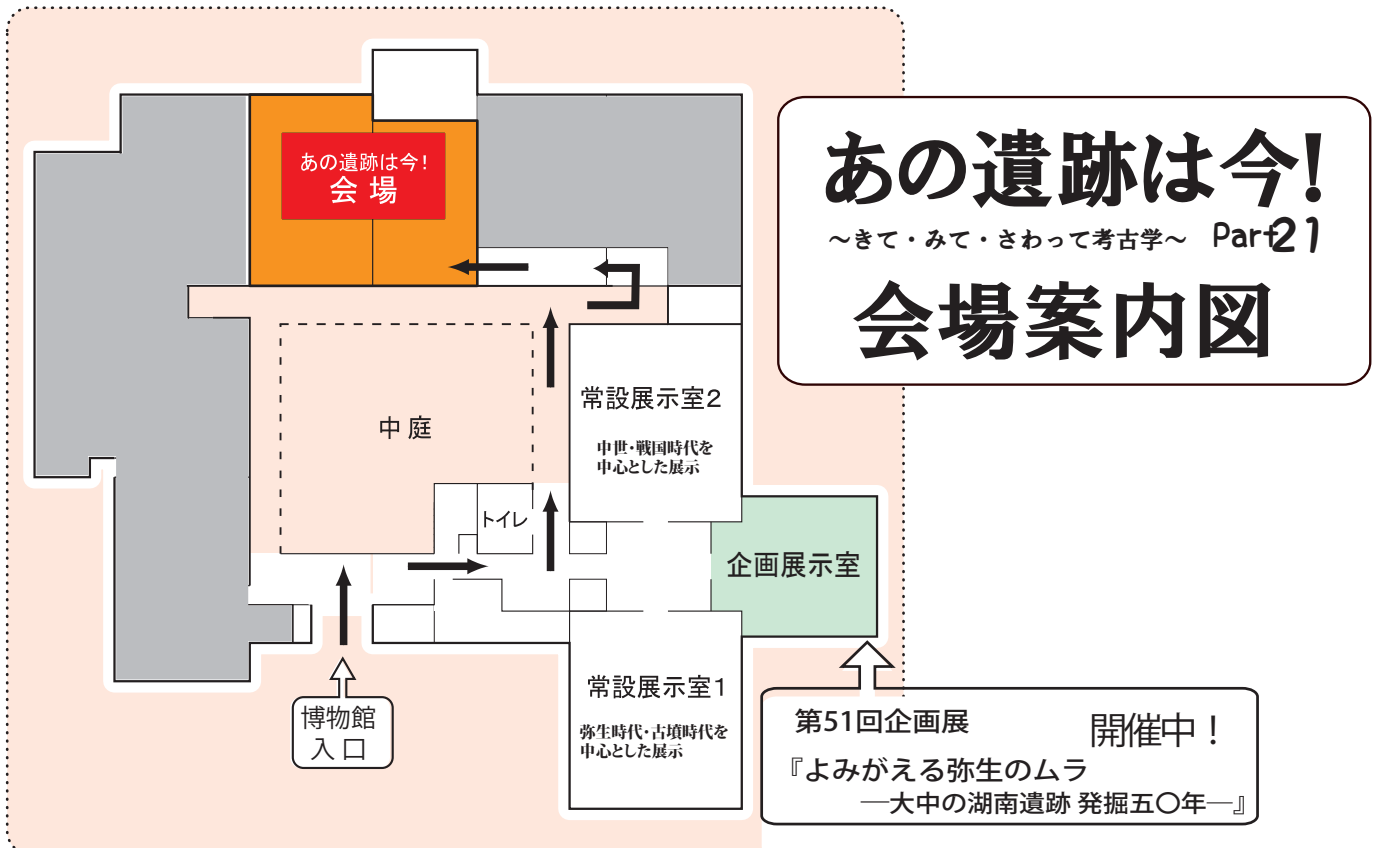 あの遺跡は今!
～きて・みて・さわって考古学～ Part21
会場案内図
あの遺跡は今!
会場
中庭
常設展示室2
中世・戦国時代を
中心とした展示
トイレ
企画展示室
常設展示室1
弥生時代・古墳時代を
中心とした展示
博物館
入口
第51回企画展 開催中！
『よみがえる弥生のムラ
―大中の湖南遺跡 発掘五〇年―』